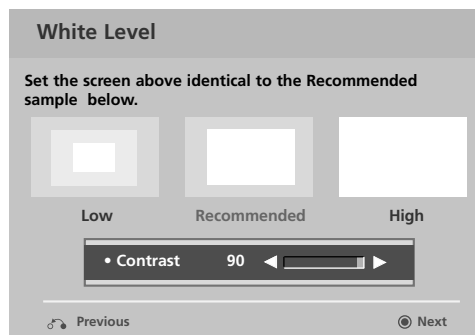 White Level
Set the screen above identical to the Recommended
sample below.
Low Recommended High
• Contrast 90
Previous Next